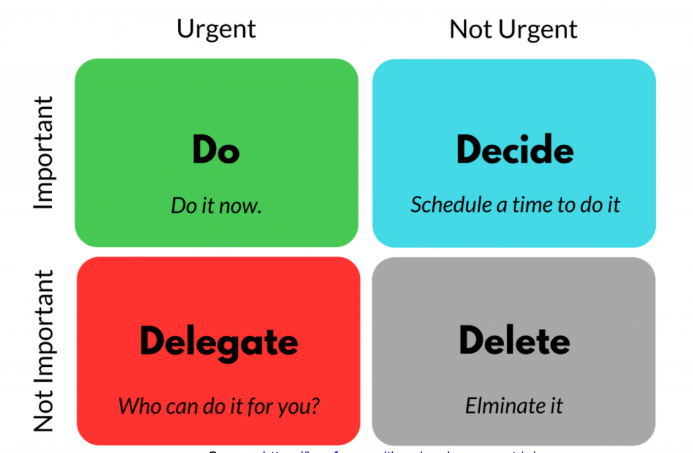 Urgent
Not Urgent
Important
Do
Do it now.
Decide
Schedule a time to do it
Not Important
Delegate
Who can do it for you?
Delete
Elminate it